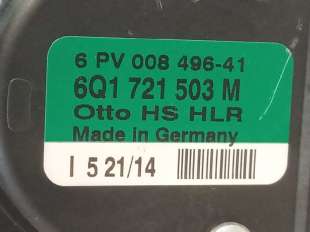 6 PV 008 496-41
6Q1 721 503 M
Otto HS HLR
Made in Germany
I 5 21/14